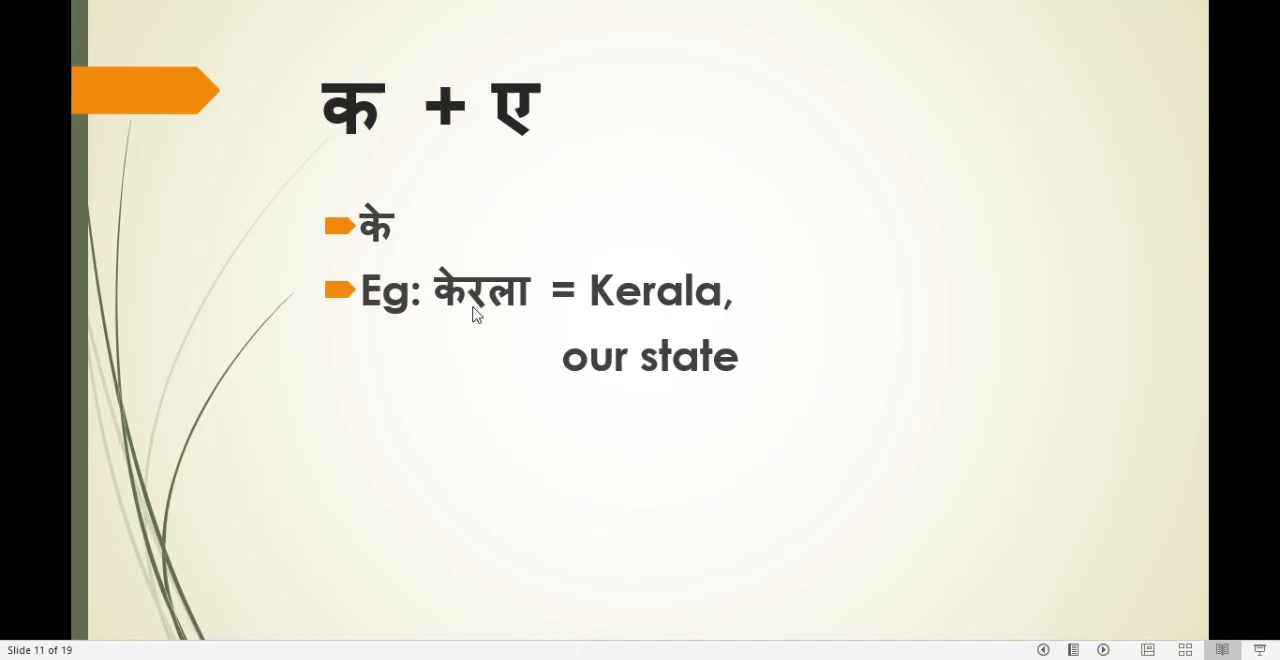 क + ए
के
Eg: केरला = Kerala,
our state
Slide 11 of 19